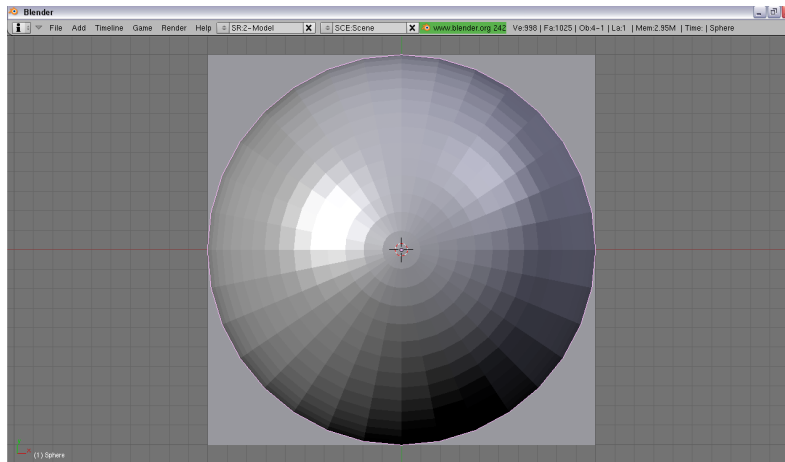 Blender
File Add Timeline Game Render Help SR:2-Model X SCE:Scene X www.blender.org 242 Ve:998 | Fa:1025 | Ob:4-1 | La:1 | Mem:2.95M | Time: | Sphere
(1) Sphere